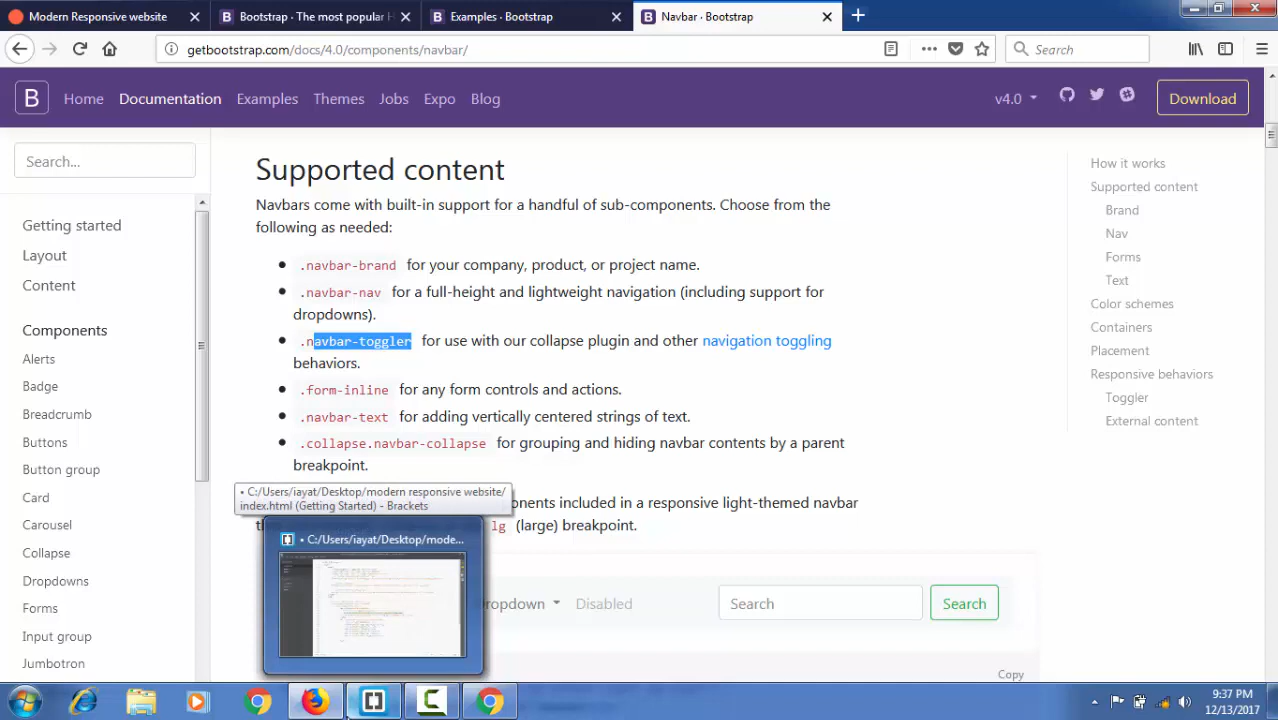 Modern Responsive website
Bootstrap · The most popular H
Examples · Bootstrap
Navbar · Bootstrap
getbootstrap.com/docs/4.0/components/navbar/
Search
B
Home
Documentation
Examples
Themes
Jobs
Expo
Blog
v4.0
Download
Search...
Getting started
Layout
Content
Components
Alerts
Badge
Breadcrumb
Buttons
Button group
Card
Carousel
Collapse
Dropdowns
Forms
Input group
Jumbotron
Supported content
Navbars come with built-in support for a handful of sub-components. Choose from the
following as needed:
.navbar-brand for your company, product, or project name.
.navbar-nav for a full-height and lightweight navigation (including support for
dropdowns).
.navbar-toggler for use with our collapse plugin and other navigation toggling
behaviors.
.form-inline for any form controls and actions.
.navbar-text for adding vertically centered strings of text.
.collapse.navbar-collapse for grouping and hiding navbar contents by a parent
breakpoint.
• C:/Users/iayat/Desktop/modern responsive website/
index.html (Getting Started) - Brackets
onents included in a responsive light-themed navbar
lg (large) breakpoint.
• C:/Users/iayat/Desktop/mode...
ropdown
Disabled
Search
Search
Copy
How it works
Supported content
Brand
Nav
Forms
Text
Color schemes
Containers
Placement
Responsive behaviors
Toggler
External content
9:37 PM
12/13/2017